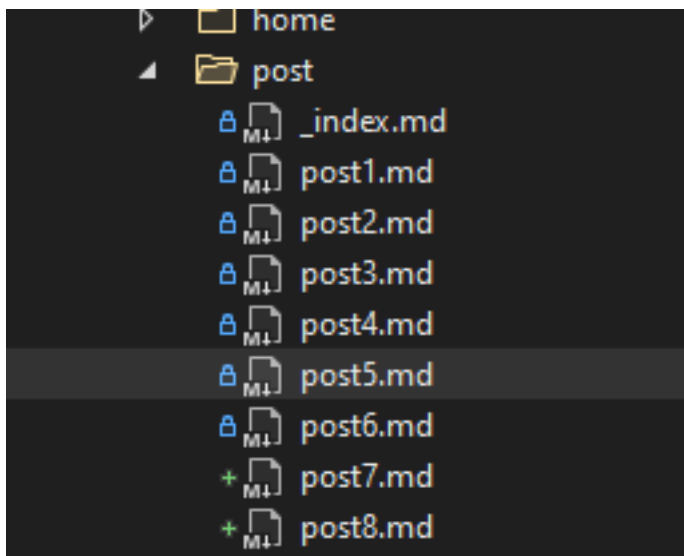 home
post
M↓ _index.md
M↓ post1.md
M↓ post2.md
M↓ post3.md
M↓ post4.md
M↓ post5.md
M↓ post6.md
+ M↓ post7.md
+ M↓ post8.md